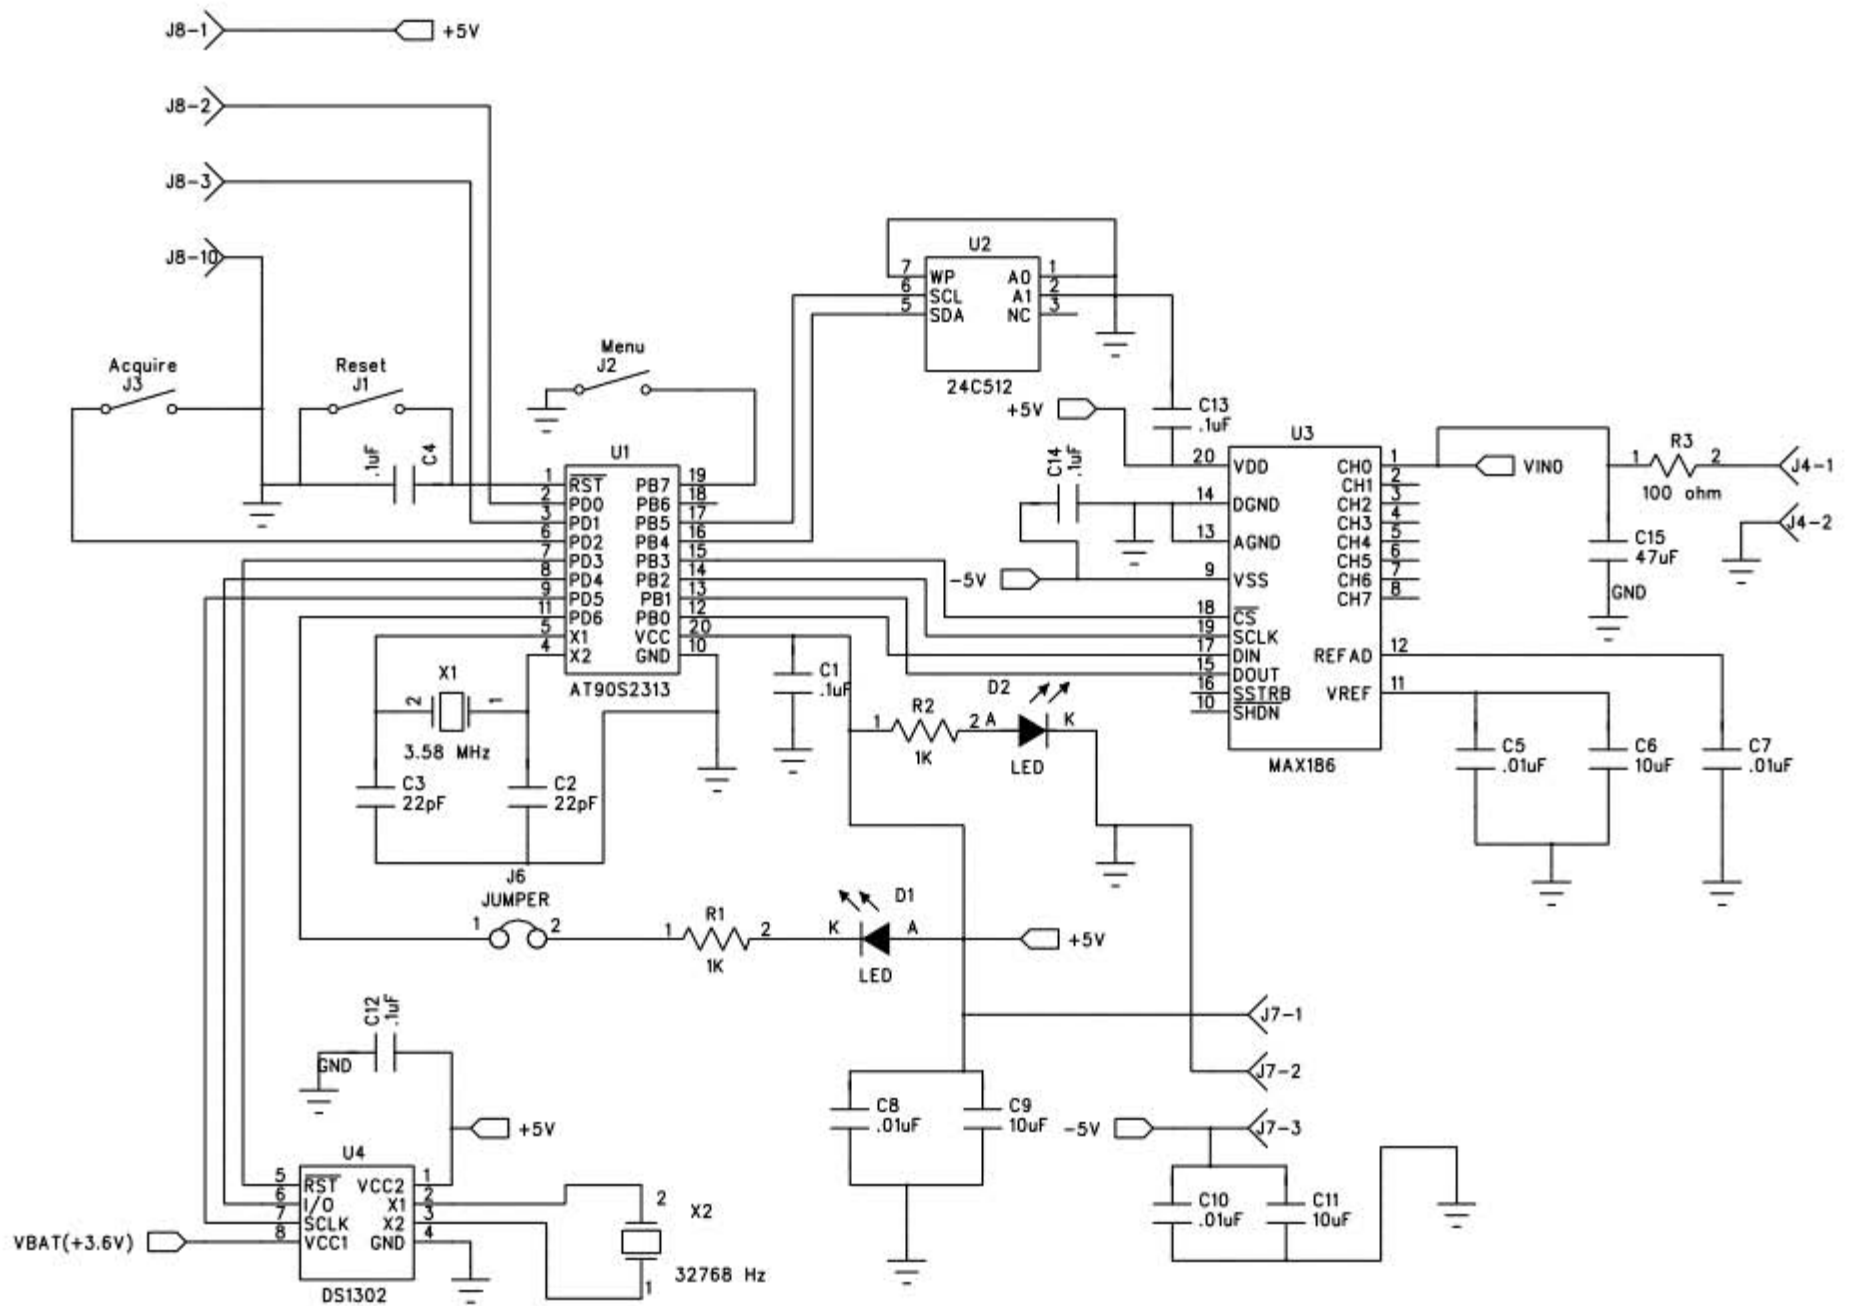 J8-1
+5V
J8-2
J8-3
J8-10
Acquire
J3
Reset
J1
.1uF
C4
Menu
J2
U1
1 RST PB7 19
2 PD0 PB6 18
3 PD1 PB5 17
6 PD2 PB4 16
7 PD3 PB3 15
8 PD4 PB2 14
9 PD5 PB1 13
11 PD6 PB0 12
5 X1 VCC 20
4 X2 GND 10
AT90S2313
U2
7 WP A0 1
6 SCL A1 2
5 SDA NC 3
24C512
+5V
C13
.1uF
C14
.1uF
-5V
U3
20 VDD CH0 1
CH1 2
14 DGND CH2 3
CH3 4
13 AGND CH4 5
CH5 6
9 VSS CH6 7
CH7 8
18 CS
19 SCLK
17 DIN REFAD 12
15 DOUT
16 SSTRB VREF 11
10 SHDN
MAX186
VIN0
R3
1 2
100 ohm
J4-1
J4-2
C15
47uF
GND
X1
2 1
3.58 MHz
C3
22pF
C2
22pF
C1
.1uF
R2
1 2
1K
D2
A K
LED
C5
.01uF
C6
10uF
C7
.01uF
J6
JUMPER
1 2
R1
1 2
1K
D1
K A
LED
+5V
J7-1
J7-2
J7-3
-5V
C8
.01uF
C9
10uF
C10
.01uF
C11
10uF
C12
.1uF
GND
+5V
U4
5 RST VCC2 1
6 I/O X1 2
7 SCLK X2 3
8 VCC1 GND 4
DS1302
VBAT(+3.6V)
2
X2
32768 Hz
1